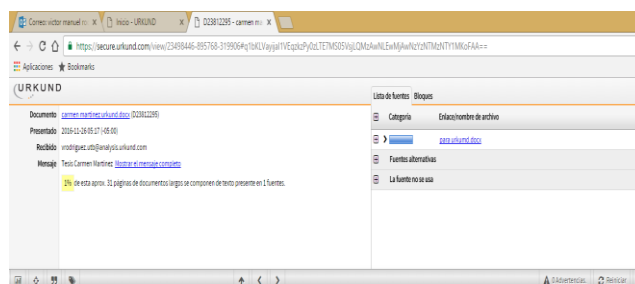 Correo: victor manuel ro
Inicio - URKUND
D23812295 - carmen ma
https://secure.urkund.com/view/23498446-895768-319906#
Aplicaciones Bookmarks
URKUND
Documento carmen martinez urkund.docx (D23812295)
Presentado 2016-11-26 05:17 (-05:00)
Recibido vrodriguez.utb@analysis.urkund.com
Mensaje Tesis Carmen Martinez Mostrar el mensaje completo
1% de esta aprox. 31 páginas de documentos largos se componen de texto presente en 1 fuentes.
Lista de fuentes Bloques
Categoría Enlace/nombre de archivo
para urkumd.docx
Fuentes alternativas
La fuente no se usa
0 Advertencias. Reiniciar